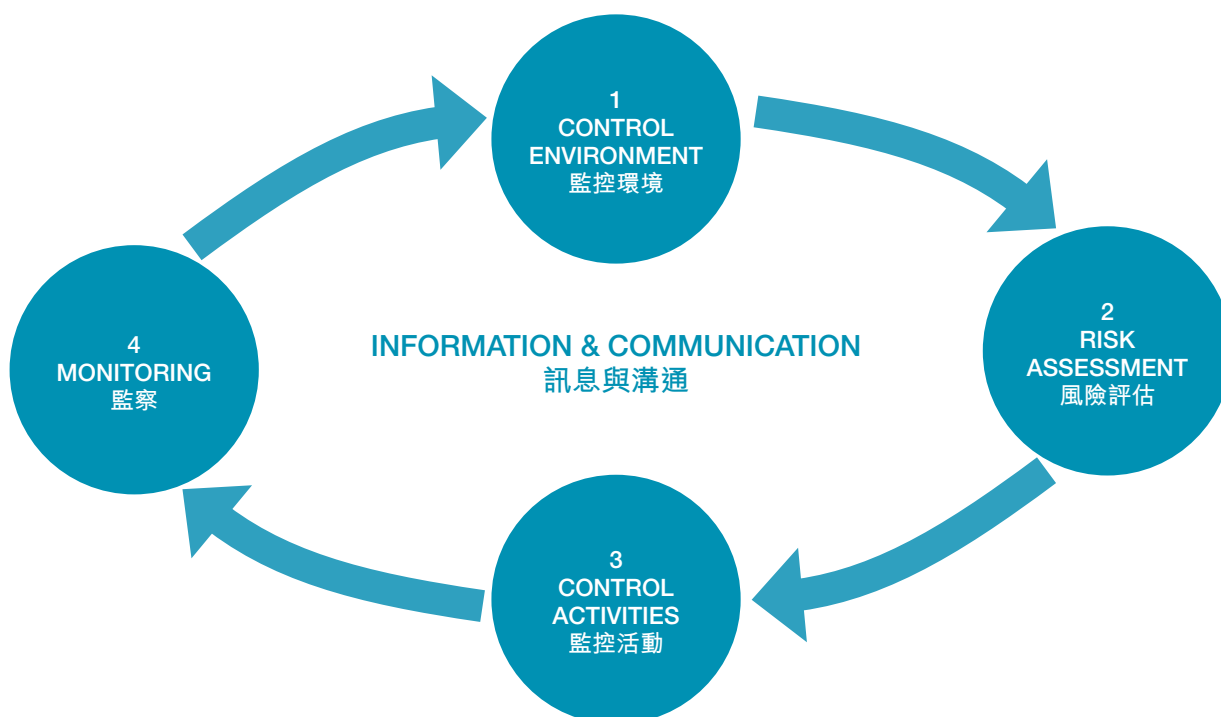 1
CONTROL
ENVIRONMENT
監控環境
2
RISK
ASSESSMENT
風險評估
INFORMATION & COMMUNICATION
訊息與溝通
4
MONITORING
監察
3
CONTROL
ACTIVITIES
監控活動